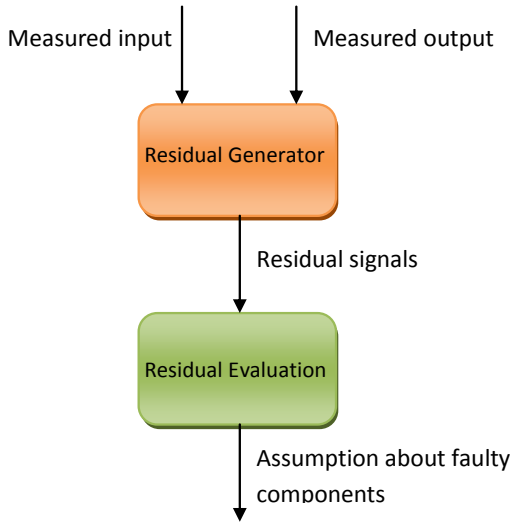 Measured input
Measured output
Residual Generator
Residual signals
Residual Evaluation
Assumption about faulty
components